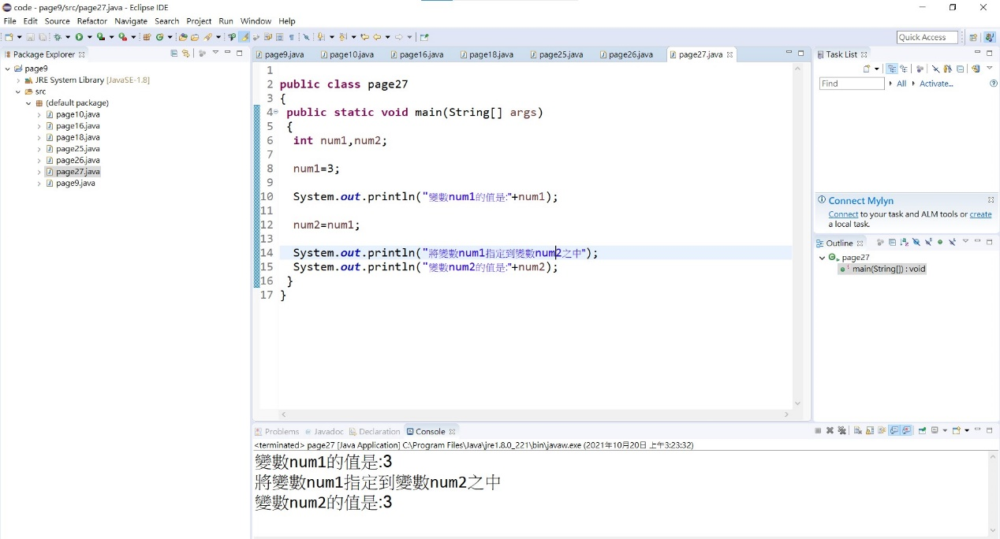 code - page9/src/page27.java - Eclipse IDE
File Edit Source Refactor Navigate Search Project Run Window Help
Quick Access
Package Explorer
page9
JRE System Library [JavaSE-1.8]
src
(default package)
page10.java
page16.java
page18.java
page25.java
page26.java
page27.java
page9.java
page9.java page10.java page16.java page18.java page25.java page26.java page27.java
1
2 public class page27
3 {
4 public static void main(String[] args)
5 {
6 int num1,num2;
7
8 num1=3;
9
10 System.out.println("變數num1的值是:"+num1);
11
12 num2=num1;
13
14 System.out.println("將變數num1指定到變數num2之中");
15 System.out.println("變數num2的值是:"+num2);
16 }
17 }
Task List
Find All Activate...
Connect Mylyn
Connect to your task and ALM tools or create
a local task.
Outline
page27
main(String[]) : void
Problems Javadoc Declaration Console
<terminated> page27 [Java Application] C:\Program Files\Java\jre1.8.0_221\bin\javaw.exe (2021年10月20日 上午3:23:32)
變數num1的值是:3
將變數num1指定到變數num2之中
變數num2的值是:3